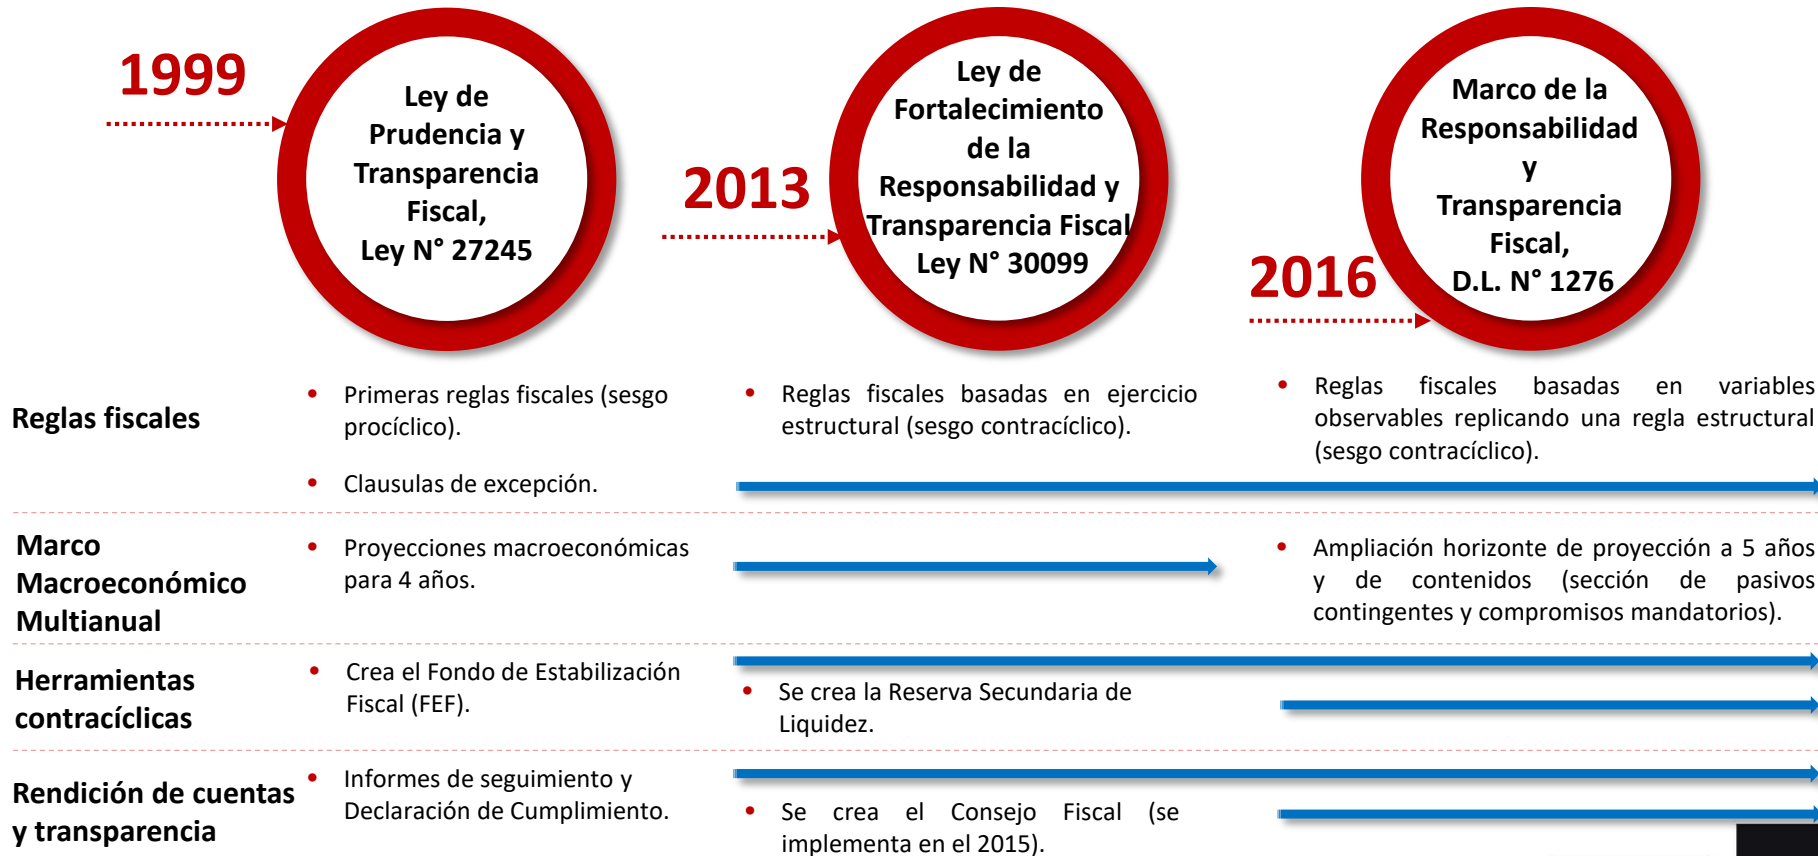 1999
Ley de
Prudencia y
Transparencia
Fiscal,
Ley N° 27245
2013
Ley de
Fortalecimiento
de la
Responsabilidad y
Transparencia Fiscal
Ley N° 30099
2016
Marco de la
Responsabilidad
y
Transparencia
Fiscal,
D.L. N° 1276
Reglas fiscales
• Primeras reglas fiscales (sesgo
procíclico).
• Clausulas de excepción.
• Reglas fiscales basadas en ejercicio
estructural (sesgo contracíclico).
• Reglas fiscales basadas en variables
observables replicando una regla estructural
(sesgo contracíclico).
Marco
Macroeconómico
Multianual
• Proyecciones macroeconómicas
para 4 años.
• Ampliación horizonte de proyección a 5 años
y de contenidos (sección de pasivos
contingentes y compromisos mandatorios).
Herramientas
contracíclicas
• Crea el Fondo de Estabilización
Fiscal (FEF).
• Se crea la Reserva Secundaria de
Liquidez.
Rendición de cuentas
y transparencia
• Informes de seguimiento y
Declaración de Cumplimiento.
• Se crea el Consejo Fiscal (se
implementa en el 2015).